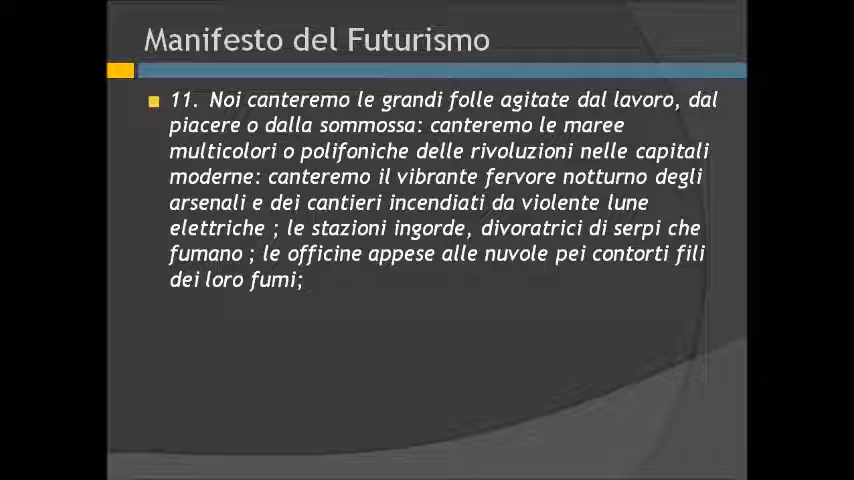 Manifesto del Futurismo
11. Noi canteremo le grandi folle agitate dal lavoro, dal
piacere o dalla sommossa: canteremo le maree
multicolori o polifoniche delle rivoluzioni nelle capitali
moderne: canteremo il vibrante fervore notturno degli
arsenali e dei cantieri incendiati da violente lune
elettriche ; le stazioni ingorde, divoratrici di serpi che
fumano ; le officine appese alle nuvole pei contorti fili
dei loro fumi;